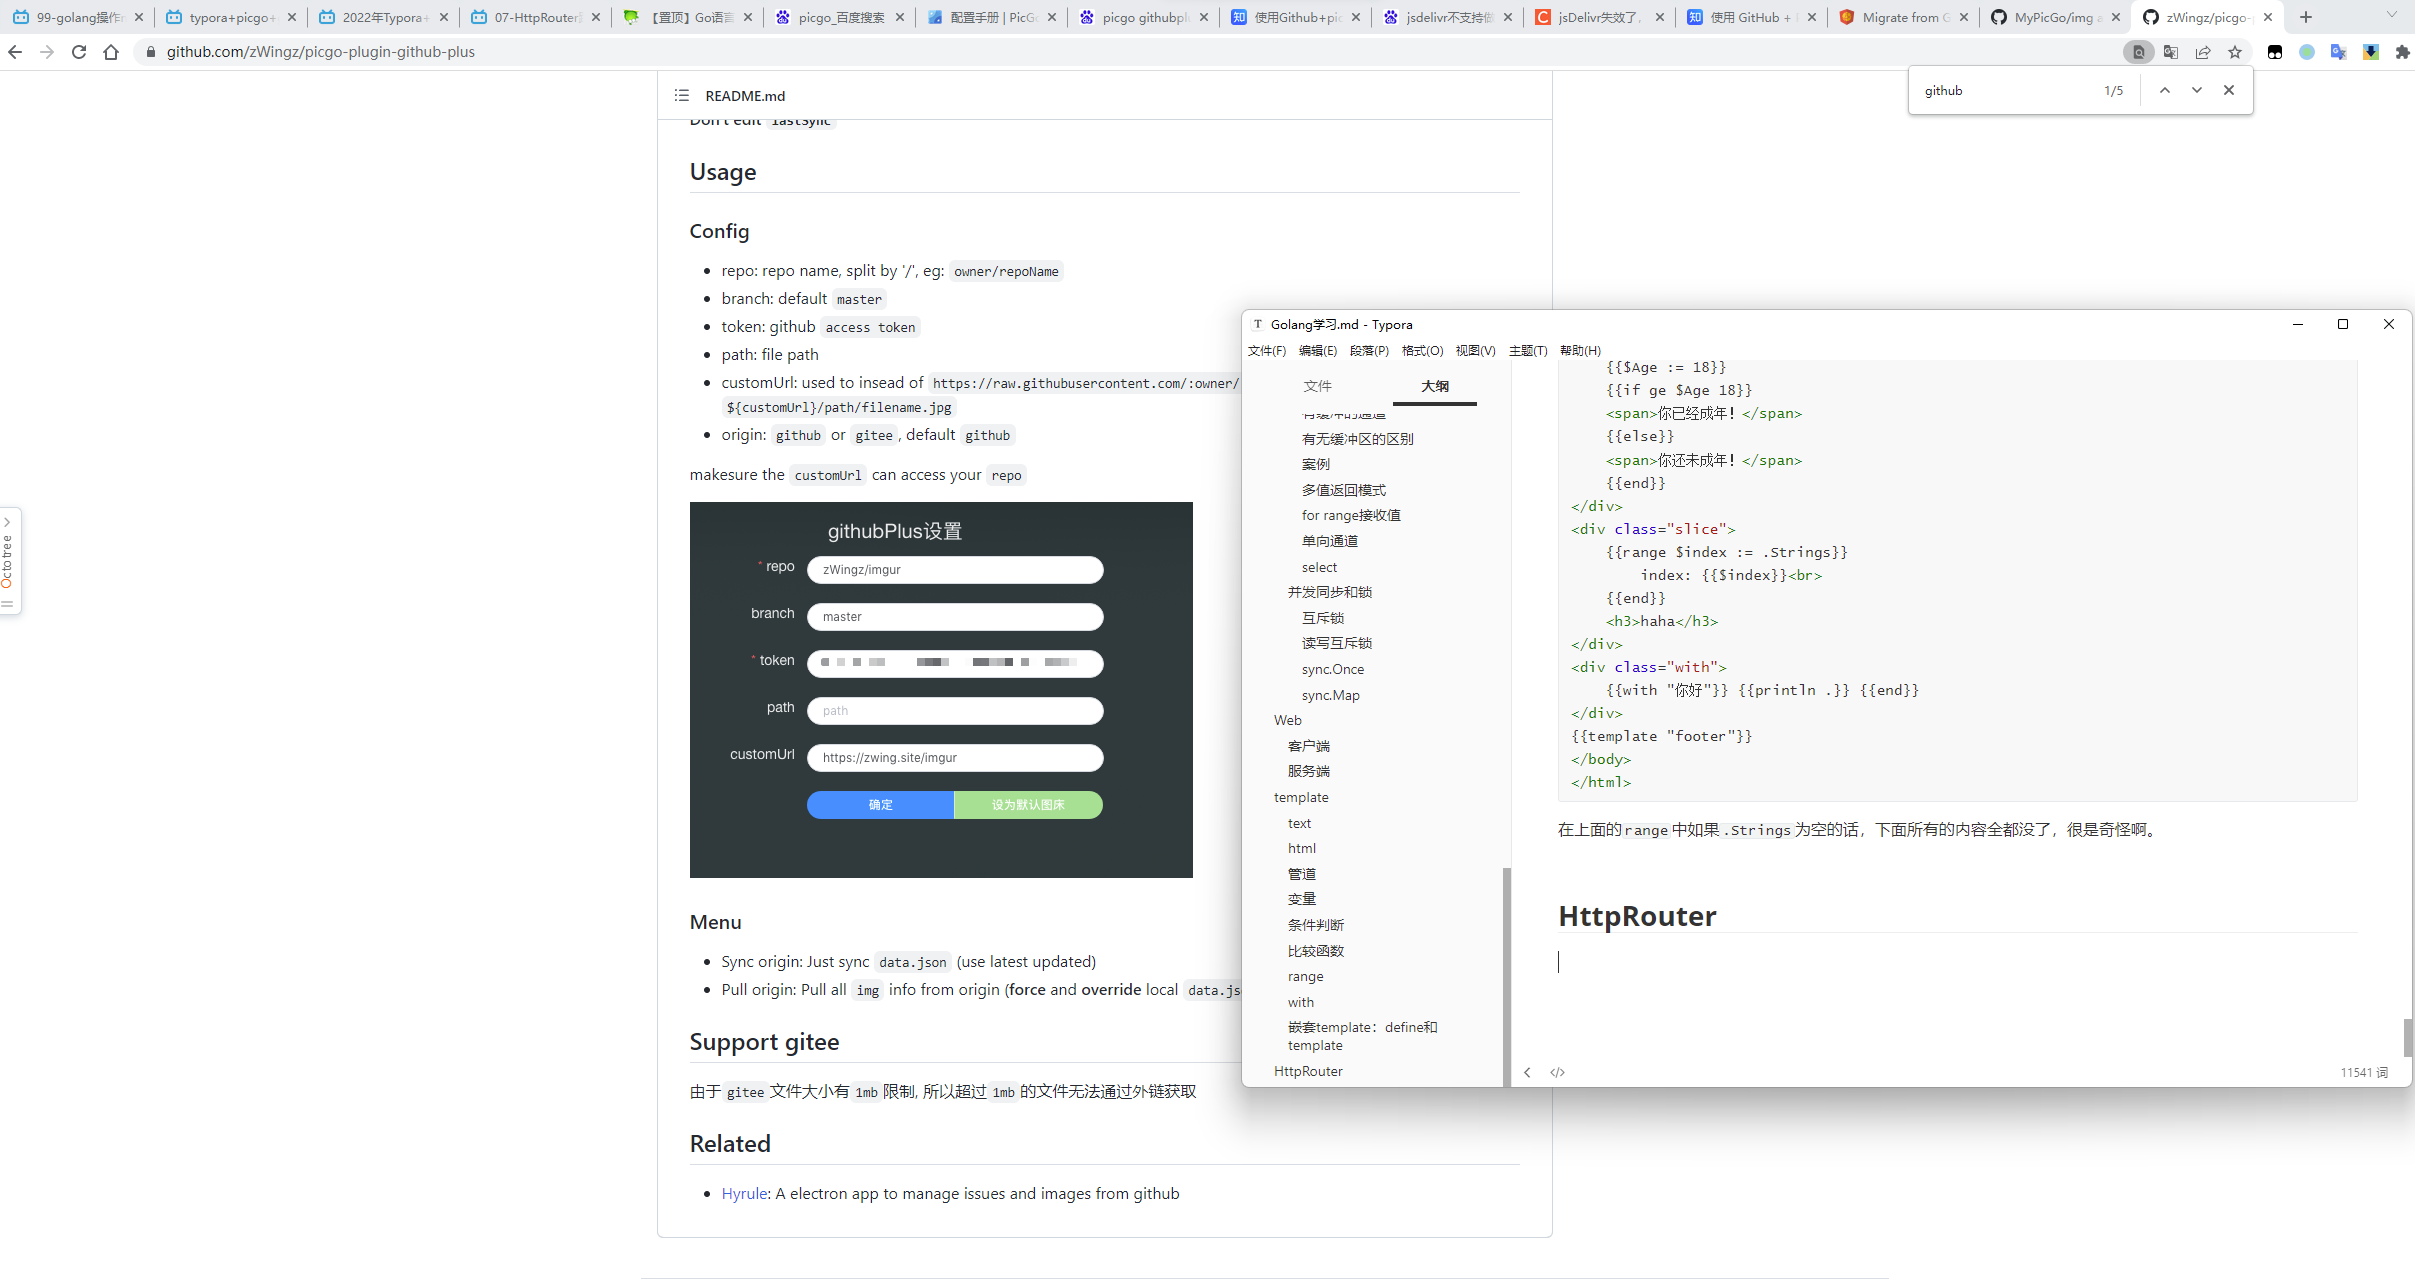 99-golang操作
typora+picgo+
2022年Typora+
07-HttpRouter
【置顶】Go语言
picgo_百度搜索
配置手册 | PicGo
picgo githubpl
使用Github+pic
jsdelivr不支持
jsDelivr失效了,
使用 GitHub +
Migrate from G
MyPicGo/img a
zWingz/picgo-p
github.com/zWingz/picgo-plugin-github-plus
github 1/5
README.md
Don't edit lastSync
Usage
Config
repo: repo name, split by '/', eg: owner/repoName
branch: default master
token: github access token
path: file path
customUrl: used to insead of https://raw.githubusercontent.com/:owner/
${customUrl}/path/filename.jpg
origin: github or gitee , default github
makesure the customUrl can access your repo
githubPlus设置
* repo zWingz/imgur
branch master
* token
path path
customUrl https://zwing.site/imgur
确定 设为默认图床
Menu
Sync origin: Just sync data.json (use latest updated)
Pull origin: Pull all img info from origin (force and override local data.js
Support gitee
由于 gitee 文件大小有 1mb 限制, 所以超过 1mb 的文件无法通过外链获取
Related
Hyrule: A electron app to manage issues and images from github
Octotree
T Golang学习.md - Typora
文件(F) 编辑(E) 段落(P) 格式(O) 视图(V) 主题(T) 帮助(H)
文件 大纲
有缓冲的通道
有无缓冲区的区别
案例
多值返回模式
for range接收值
单向通道
select
并发同步和锁
互斥锁
读写互斥锁
sync.Once
sync.Map
Web
客户端
服务端
template
text
html
管道
变量
条件判断
比较函数
range
with
嵌套template：define和
template
HttpRouter
{{$Age := 18}}
{{if ge $Age 18}}
<span>你已经成年！</span>
{{else}}
<span>你还未成年！</span>
{{end}}
</div>
<div class="slice">
{{range $index := .Strings}}
index: {{$index}}<br>
{{end}}
<h3>haha</h3>
</div>
<div class="with">
{{with "你好"}} {{println .}} {{end}}
</div>
{{template "footer"}}
</body>
</html>
在上面的 range 中如果 .Strings 为空的话，下面所有的内容全都没了，很是奇怪啊。
HttpRouter
</> 11541 词